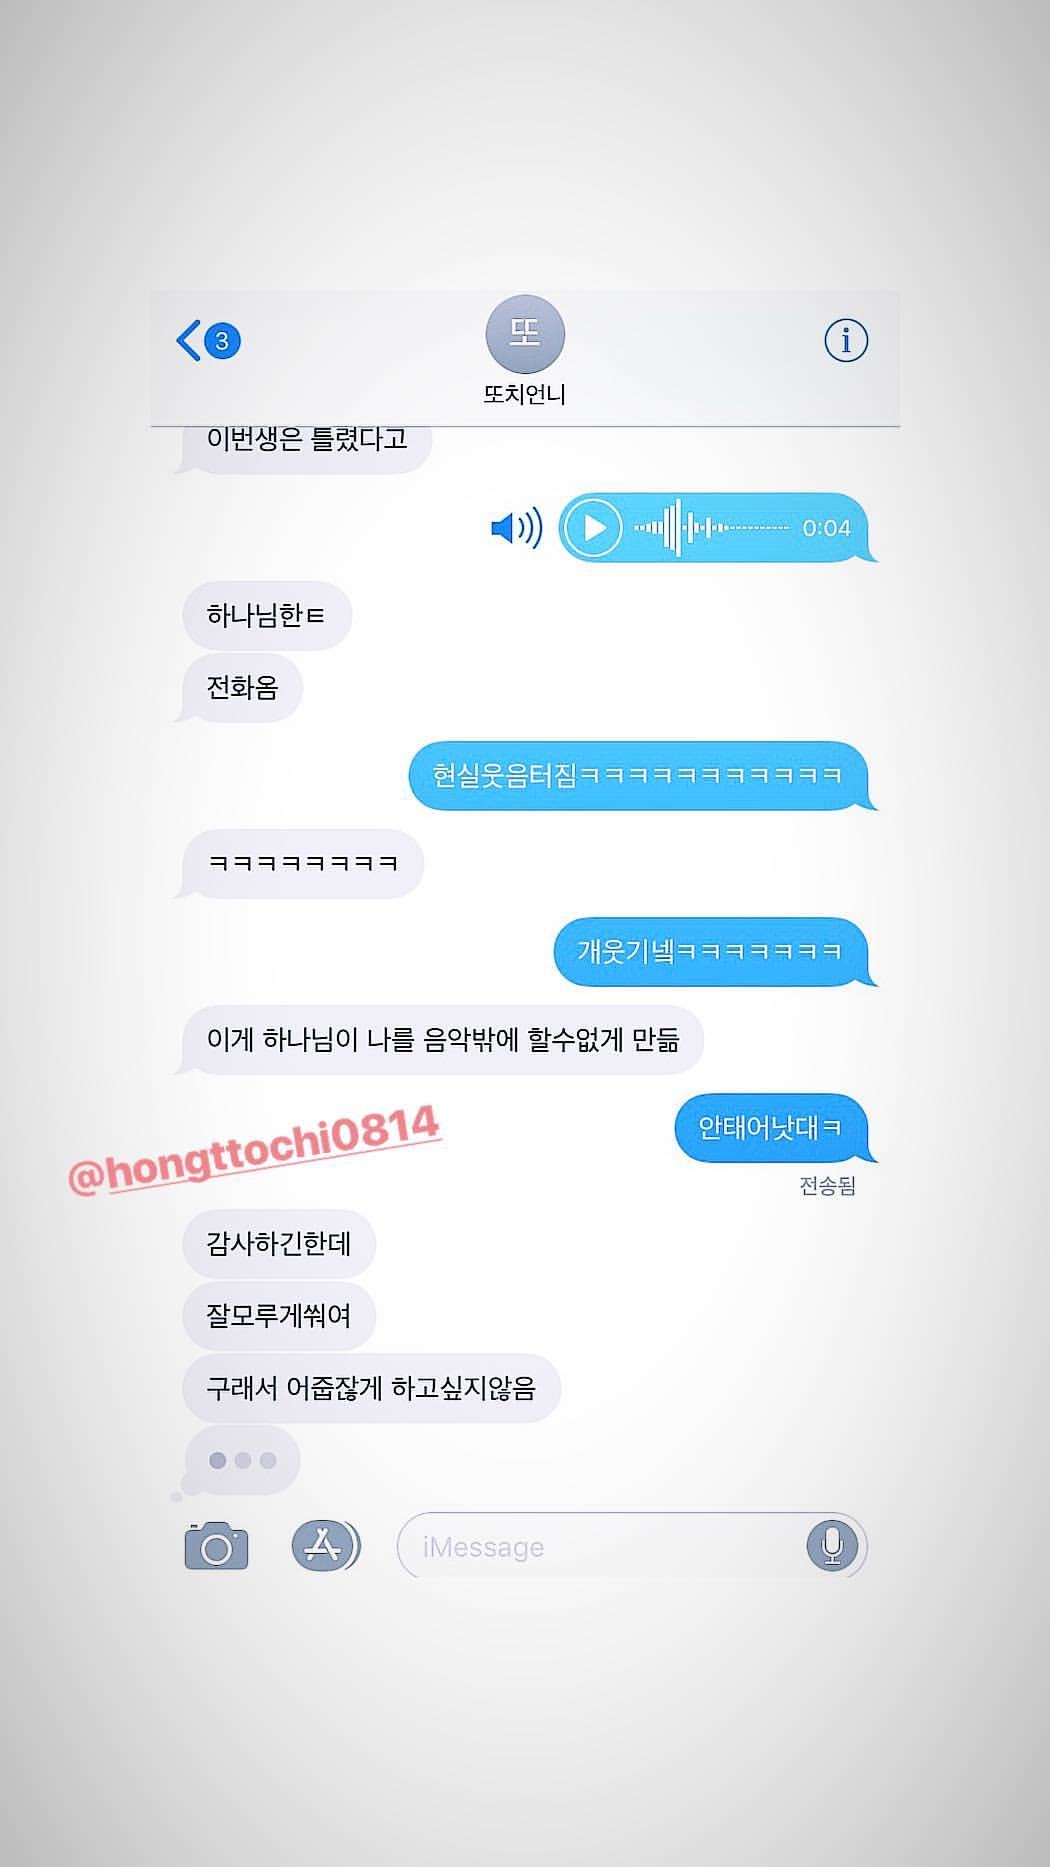 3
또
또치언니
이번생은 틀렸다고
0:04
하나님한ㅌ
전화옴
현실웃음터짐ㅋㅋㅋㅋㅋㅋㅋㅋㅋㅋㅋ
ㅋㅋㅋㅋㅋㅋㅋㅋ
개웃기넼ㅋㅋㅋㅋㅋㅋㅋ
이게 하나님이 나를 음악밖에 할수없게 만듦
안태어낫대ㅋ
전송됨
@hongttochi0814
감사하긴한데
잘모루게쒀여
구래서 어줍잖게 하고싶지않음
iMessage